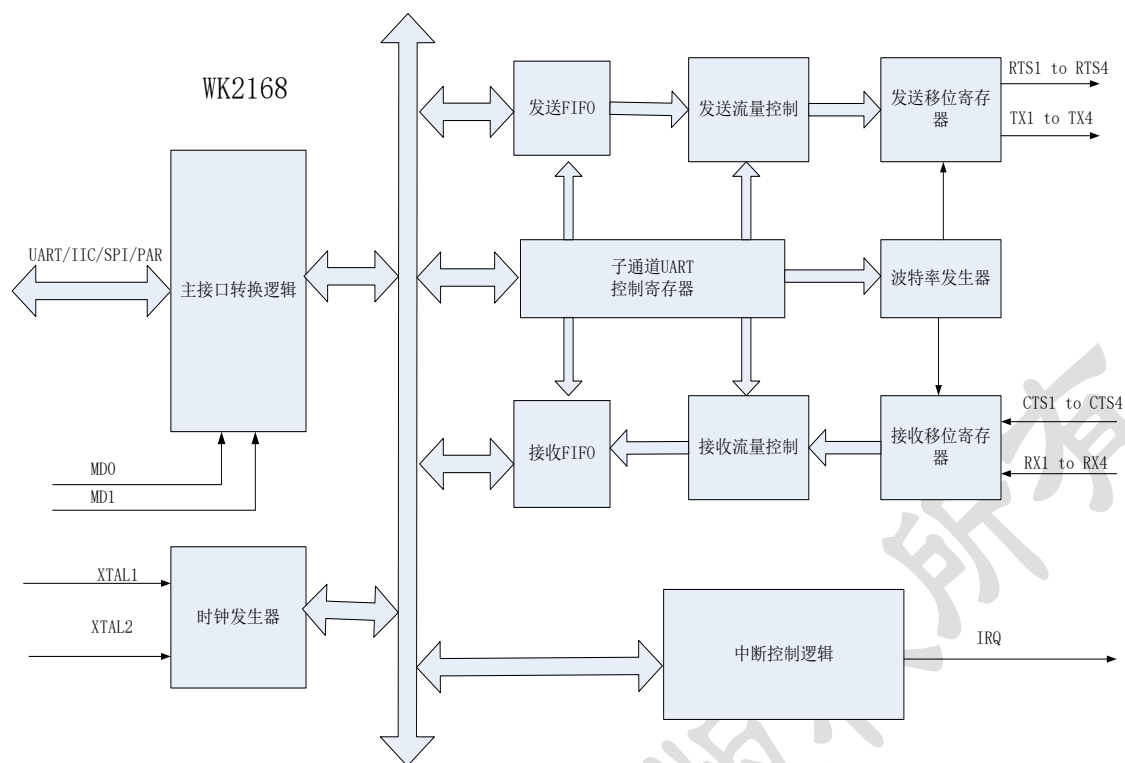 WK2168
发送FIFO
发送流量控制
发送移位寄存
器
RTS1 to RTS4
TX1 to TX4
UART/IIC/SPI/PAR
主接口转换逻辑
子通道UART
控制寄存器
波特率发生器
接收FIFO
接收流量控制
接收移位寄存
器
CTS1 to CTS4
RX1 to RX4
MD0
MD1
XTAL1
XTAL2
时钟发生器
中断控制逻辑
IRQ
版权所有